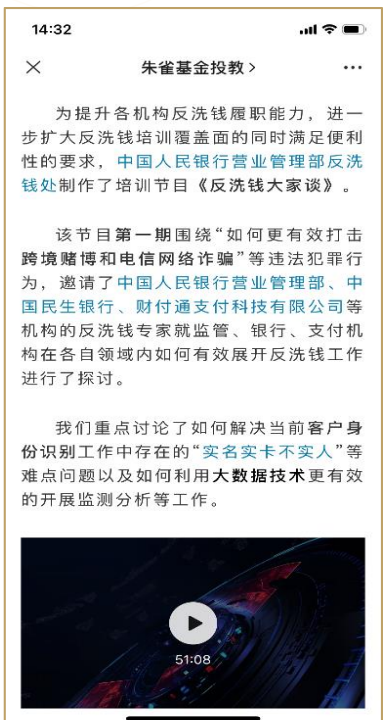 14:32
朱雀基金投教>
为提升各机构反洗钱履职能力，进一
步扩大反洗钱培训覆盖面的同时满足便利
性的要求，中国人民银行营业管理部反洗
钱处制作了培训节目《反洗钱大家谈》。
该节目第一期围绕“如何更有效打击
跨境赌博和电信网络诈骗”等违法犯罪行
为，邀请了中国人民银行营业管理部、中
国民生银行、财付通支付科技有限公司等
机构的反洗钱专家就监管、银行、支付机
构在各自领域内如何有效展开反洗钱工作
进行了探讨。
我们重点讨论了如何解决当前客户身
份识别工作中存在的“实名实卡不实人”等
难点问题以及如何利用大数据技术更有效
的开展监测分析等工作。
51:08